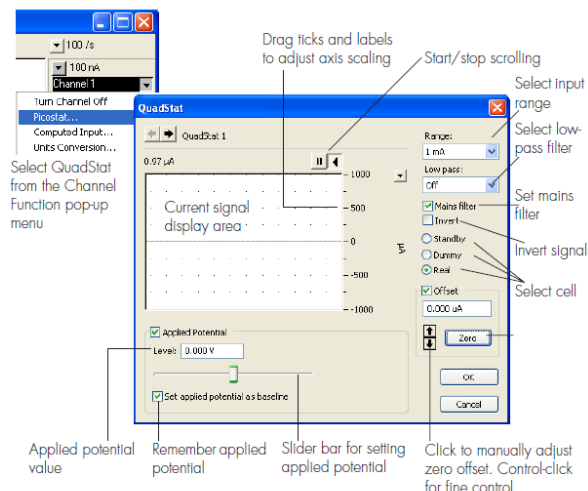 100 /s
100 nA
Channel 1
Turn Channel Off
Picostat...
Computed Input...
Units Conversion...
Select QuadStat
from the Channel
Function pop-up
menu
Drag ticks and labels
to adjust axis scaling
Start/stop scrolling
Select input
range
Select low-
pass filter
Set mains
filter
Invert signal
Select cell
QuadStat
QuadStat 1
0.97 µA
Current signal
display area
1000
500
0
-500
-1000
µA
Range:
1 mA
Low pass:
Off
Mains filter
Invert
Standby
Dummy
Real
Offset
0.000 uA
Zero
OK
Cancel
Applied Potential
Level:
0.000 V
Set applied potential as baseline
Applied potential
value
Remember applied
potential
Slider bar for setting
applied potential
Click to manually adjust
zero offset. Control-click
for fine control